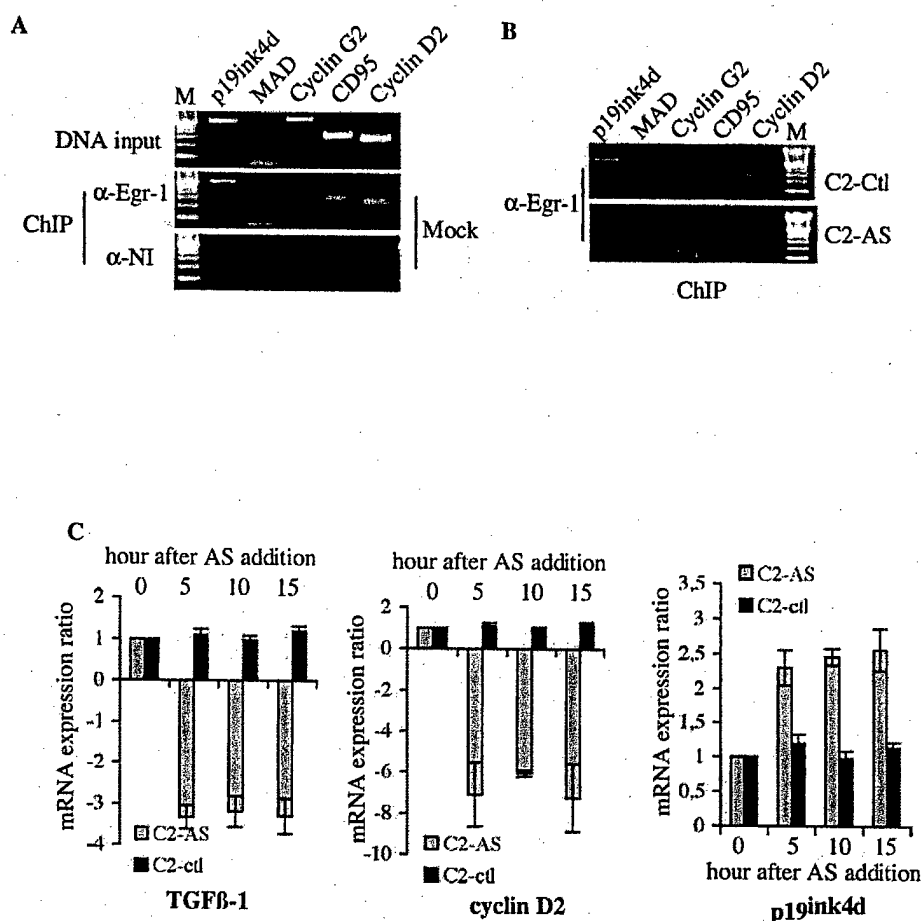 A
M p19ink4d MAD Cyclin G2 CD95 Cyclin D2
DNA input
ChIP α-Egr-1 Mock
α-NI
B
p19ink4d MAD Cyclin G2 CD95 Cyclin D2 M
α-Egr-1 C2-Ctl
C2-AS
ChIP
C
hour after AS addition
0 5 10 15
mRNA expression ratio
2
1
0
-1
-2
-3
-4
C2-AS
C2-ctl
TGFß-1
hour after AS addition
0 5 10 15
mRNA expression ratio
2
0
-2
-4
-6
-8
-10
C2-AS
C2-ctl
cyclin D2
C2-AS
C2-ctl
mRNA expression ratio
3,5
3
2,5
2
1,5
1
0,5
0
0 5 10 15
hour after AS addition
p19ink4d